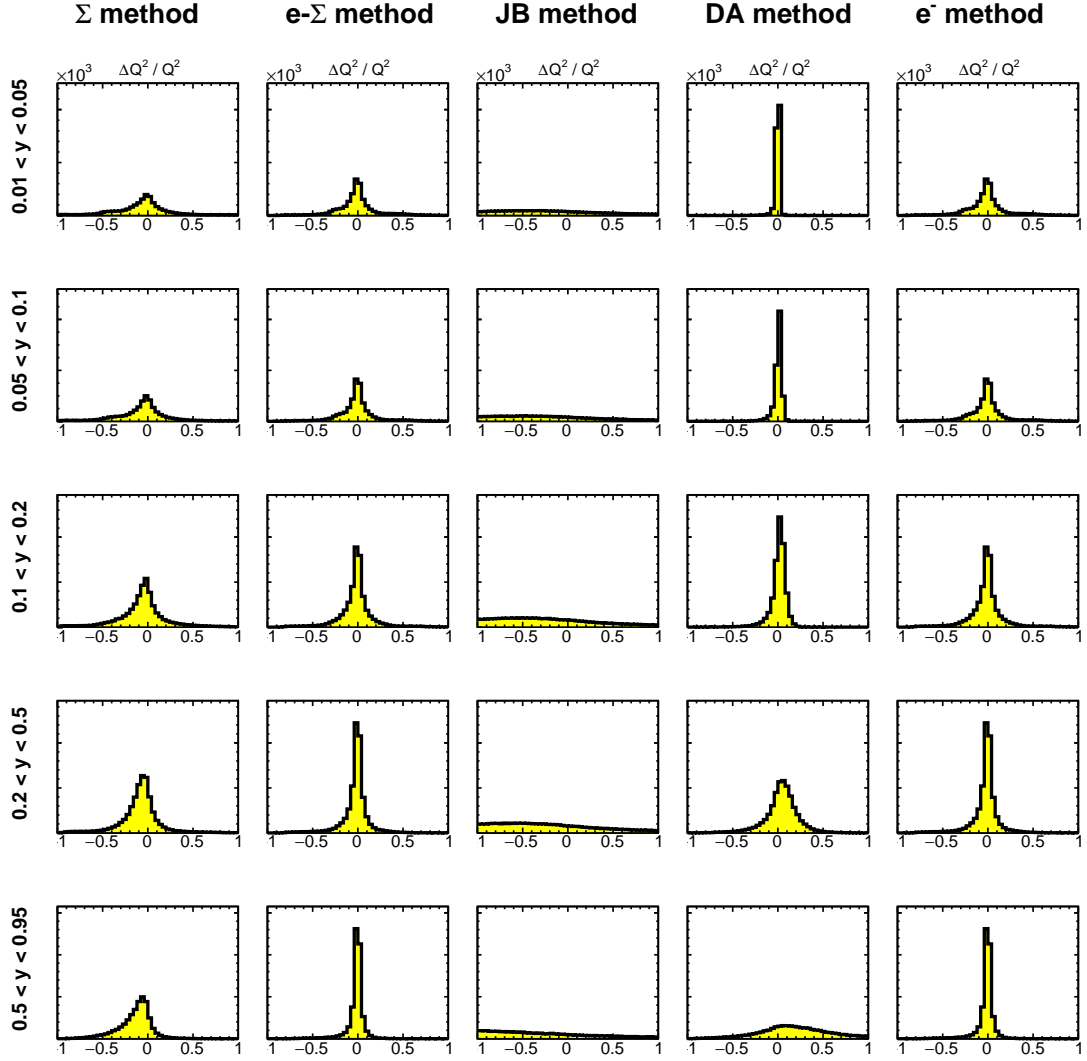 Σ method e-Σ method JB method DA method e⁻ method
×10³ ΔQ² / Q² ×10³ ΔQ² / Q² ×10³ ΔQ² / Q² ×10³ ΔQ² / Q² ×10³ ΔQ² / Q²
0.01 < y < 0.05
1 −0.5 0 0.5 1 1 −0.5 0 0.5 1 1 −0.5 0 0.5 1 1 −0.5 0 0.5 1 1 −0.5 0 0.5 1
0.05 < y < 0.1
1 −0.5 0 0.5 1 1 −0.5 0 0.5 1 1 −0.5 0 0.5 1 1 −0.5 0 0.5 1 1 −0.5 0 0.5 1
0.1 < y < 0.2
1 −0.5 0 0.5 1 1 −0.5 0 0.5 1 1 −0.5 0 0.5 1 1 −0.5 0 0.5 1 1 −0.5 0 0.5 1
0.2 < y < 0.5
1 −0.5 0 0.5 1 1 −0.5 0 0.5 1 1 −0.5 0 0.5 1 1 −0.5 0 0.5 1 1 −0.5 0 0.5 1
0.5 < y < 0.95
1 −0.5 0 0.5 1 1 −0.5 0 0.5 1 1 −0.5 0 0.5 1 1 −0.5 0 0.5 1 1 −0.5 0 0.5 1